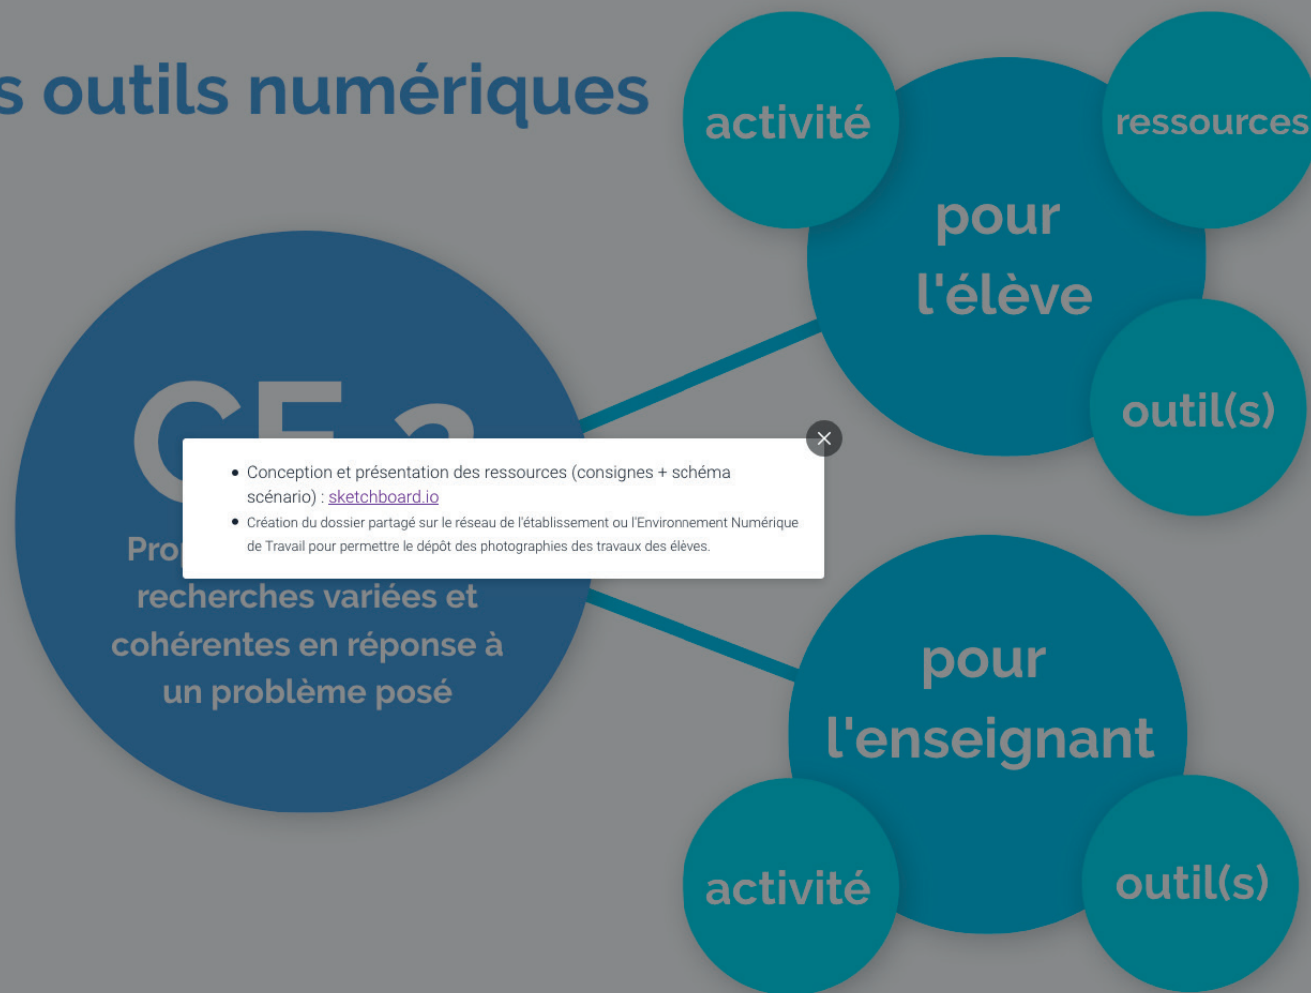 s outils numériques
activité
ressources
pour
l'élève
outil(s)
• Conception et présentation des ressources (consignes + schéma
scénario) : sketchboard.io
• Création du dossier partagé sur le réseau de l'établissement ou l'Environnement Numérique
de Travail pour permettre le dépôt des photographies des travaux des élèves.
recherches variées et
cohérentes en réponse à
un problème posé
pour
l'enseignant
activité
outil(s)